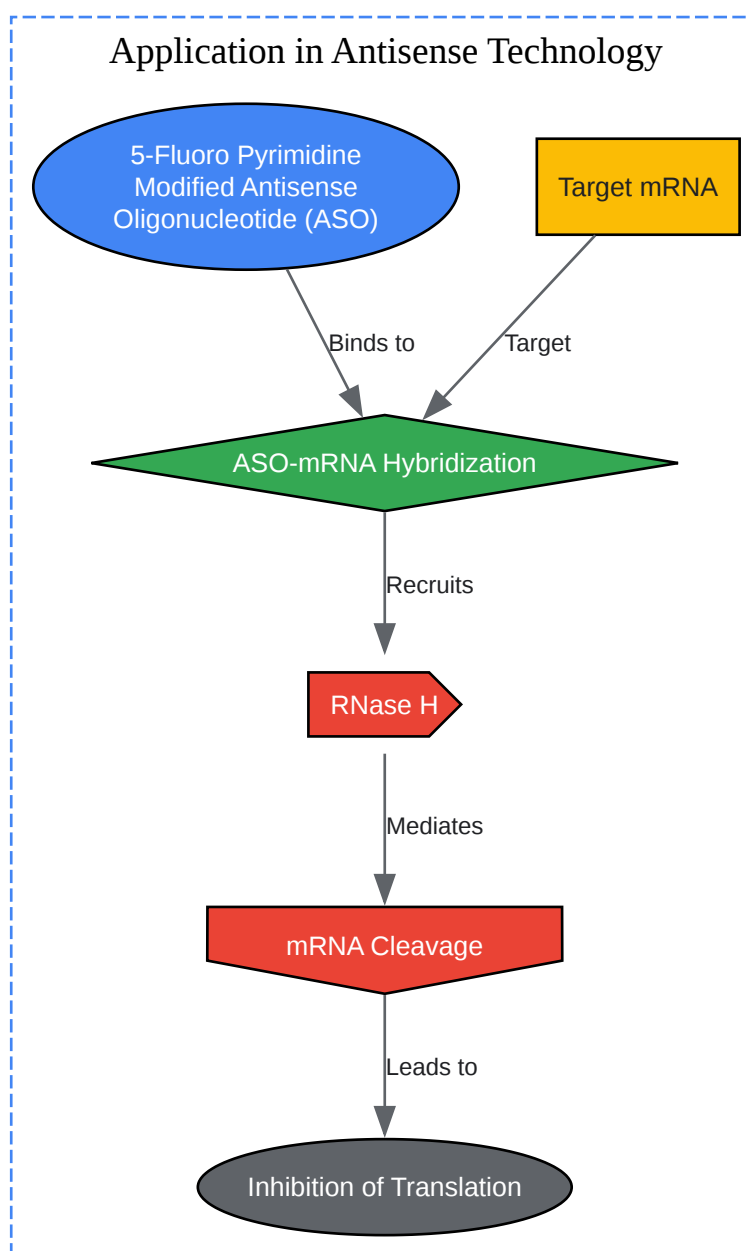 Application in Antisense Technology
5-Fluoro Pyrimidine
Modified Antisense
Oligonucleotide (ASO)
Target mRNA
Binds to
Target
ASO-mRNA Hybridization
Recruits
RNase H
Mediates
mRNA Cleavage
Leads to
Inhibition of Translation